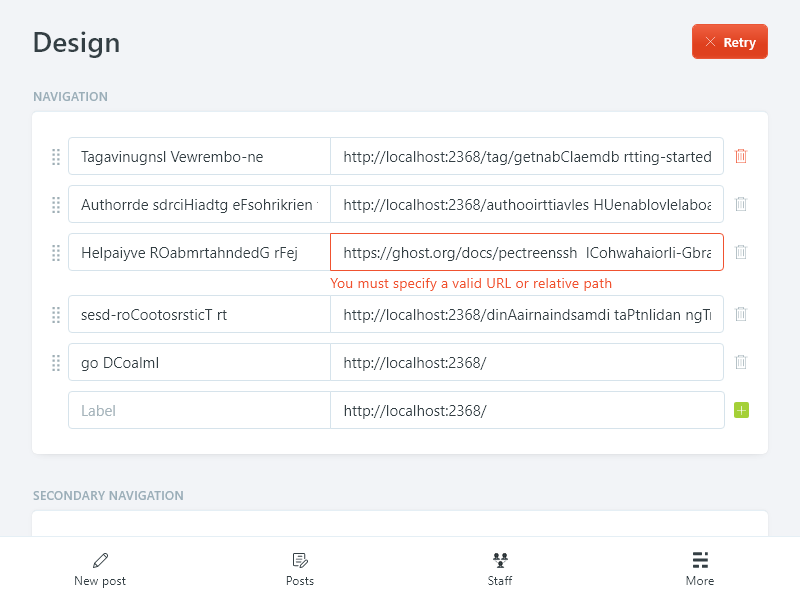 Design
Retry
NAVIGATION
Tagavinugnsl Vewrembo-ne
http://localhost:2368/tag/getnabClaemdb rtting-started
Authorrde sdrciHiadtg eFsohrikrien
http://localhost:2368/authooirttiavles HUenablovlelaboa
Helpaiyve ROabmrtahndedG rFej
https://ghost.org/docs/pectreenssh lCohwahaiorli-Gbra
You must specify a valid URL or relative path
sesd-roCootosrsticT rt
http://localhost:2368/dinAairnaindsamdi taPtnlidan ngT
go DCoalml
http://localhost:2368/
Label
http://localhost:2368/
SECONDARY NAVIGATION
New post
Posts
Staff
More